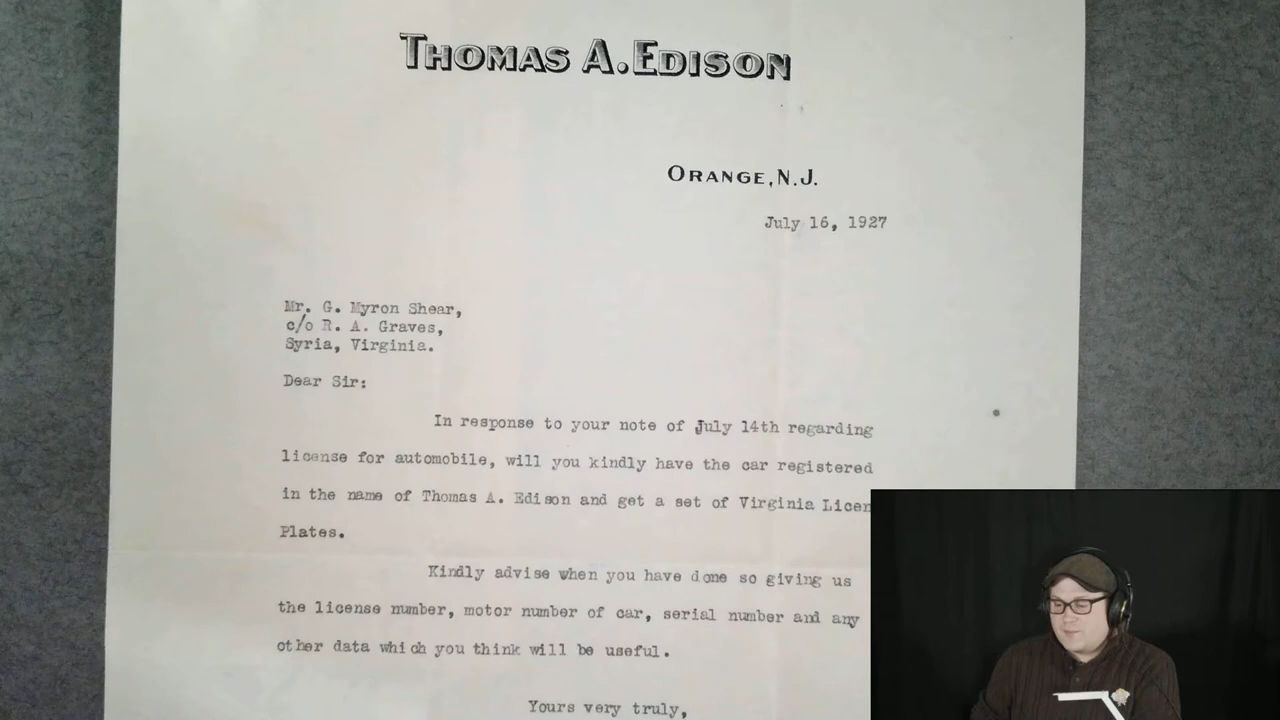 THOMAS A. EDISON
ORANGE, N.J.
July 16, 1927
Mr. G. Myron Shear,
c/o R. A. Graves,
Syria, Virginia.
Dear Sir:
In response to your note of July 14th regarding
license for automobile, will you kindly have the car registered
in the name of Thomas A. Edison and get a set of Virginia Licen
Plates.
Kindly advise when you have done so giving us
the license number, motor number of car, serial number and any
other data which you think will be useful.
Yours very truly,